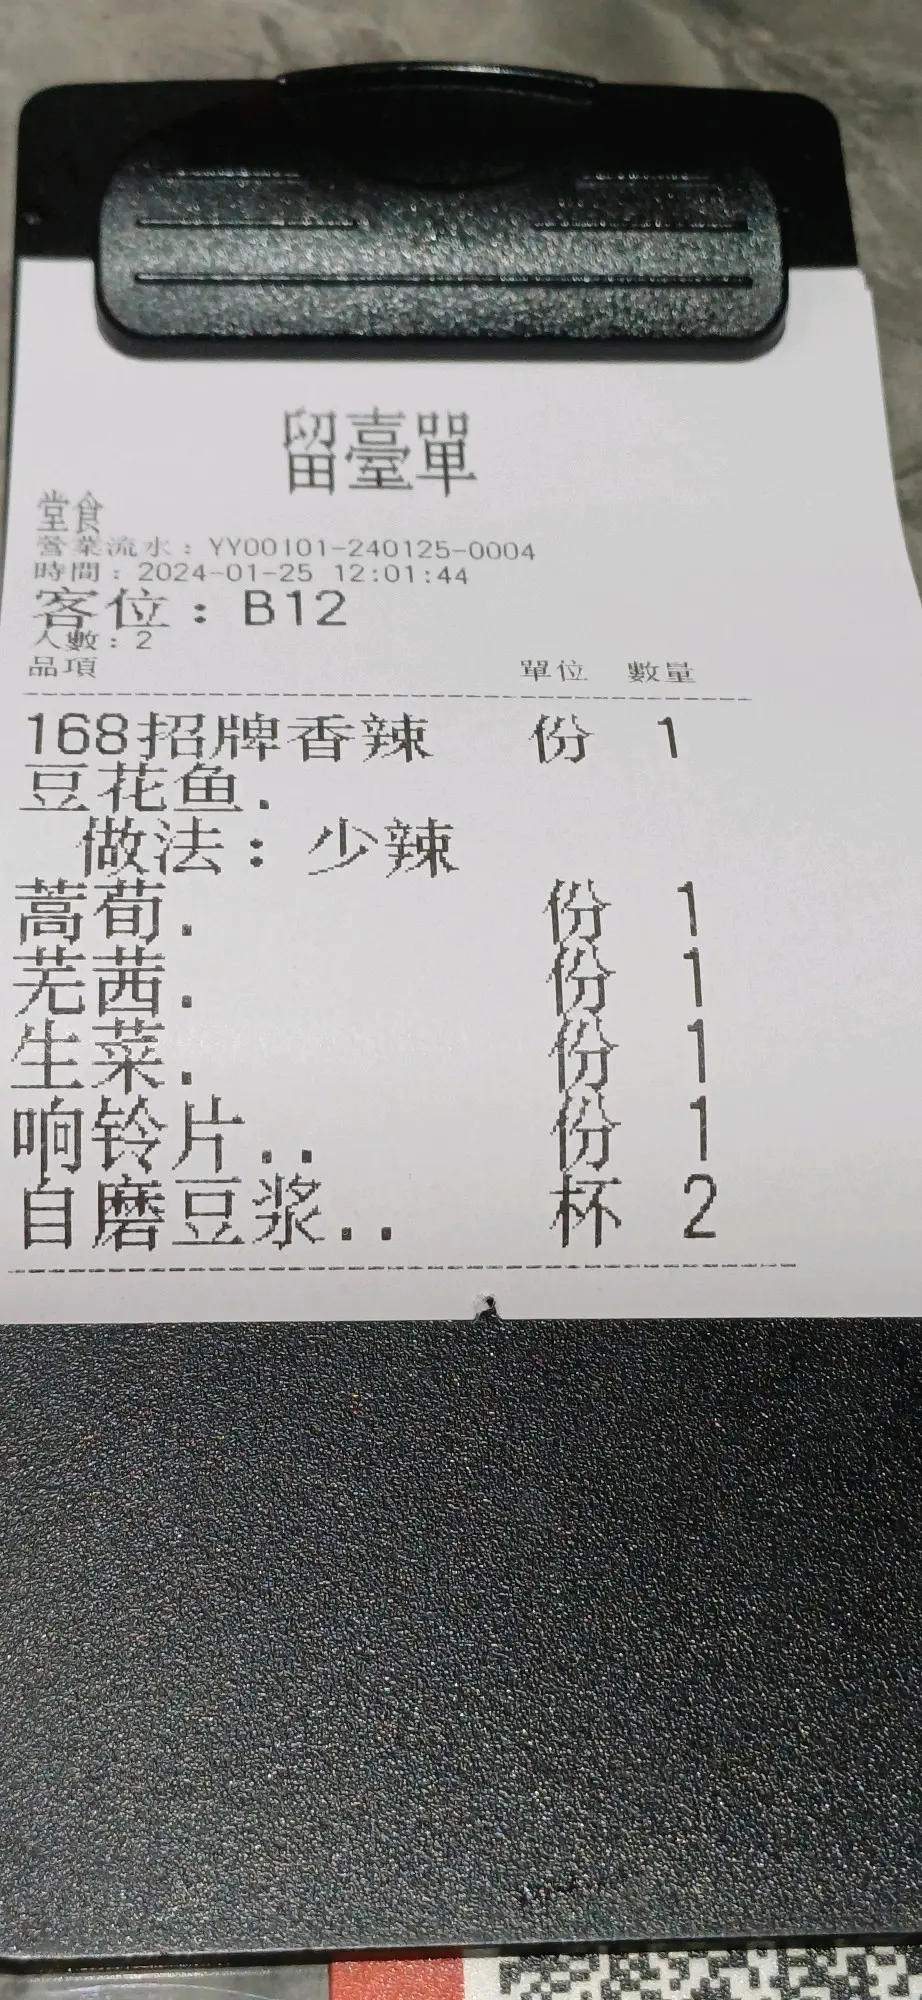 留臺單
堂食
營業流水：YY00101-240125-0004
時間：2024-01-25 12:01:44
客位：B12
人數：2
品項 單位 數量
168招牌香辣 份 1
豆花鱼.
做法：少辣
蒿荀. 份 1
芜茜. 份 1
生菜. 份 1
响铃片.. 份 1
自磨豆浆.. 杯 2